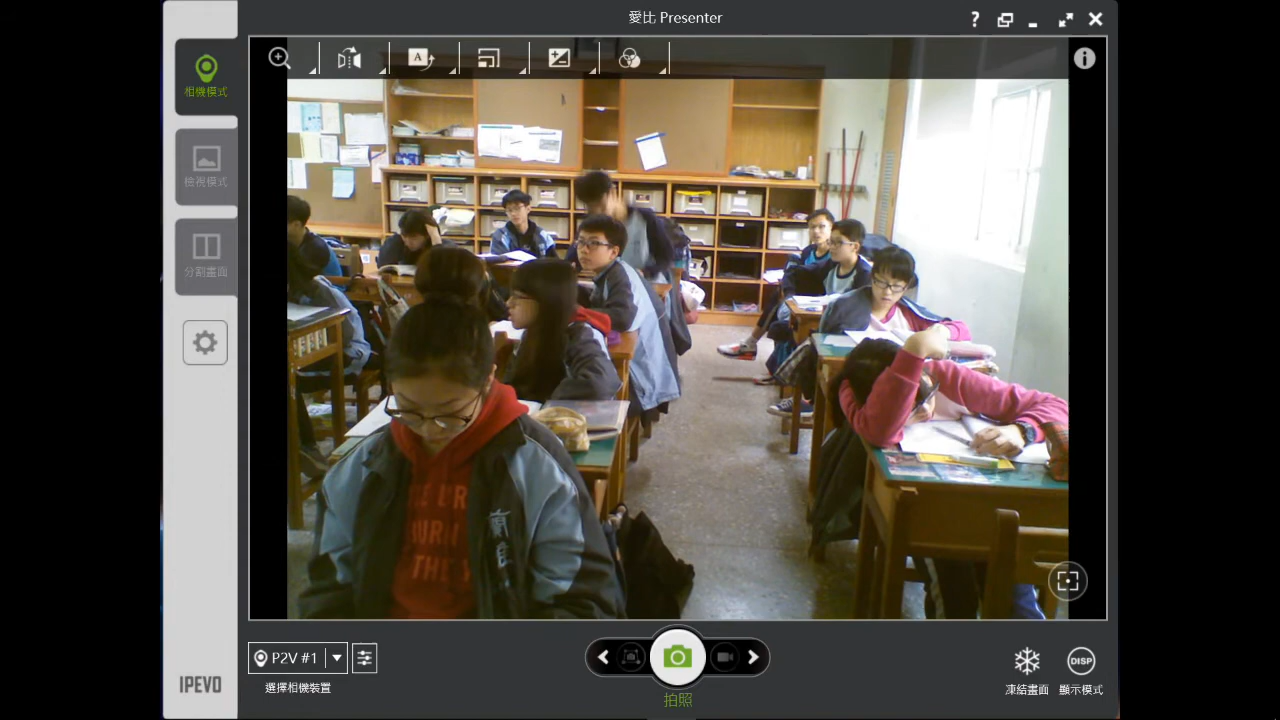 愛比 Presenter
?
相機模式
A
檢視模式
分割畫面
THE
P2V #1
DISP
選擇相機裝置
凍結畫面
顯示模式
IPEVO
拍照